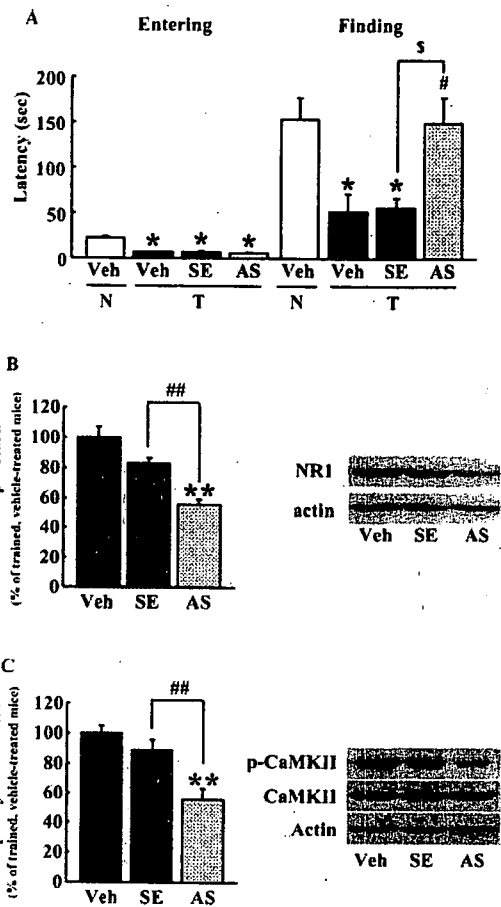 A
Entering Finding
$
#
200
150
100
50
0
Latency (sec)
* * * * *
Veh Veh SE AS Veh Veh SE AS
N T N T
B
##
120
100
80
60
40
20
0
(% of trained, vehicle-treated mice)
**
Veh SE AS
NR1
actin
Veh SE AS
C
##
120
100
80
60
40
20
0
(% of trained, vehicle-treated mice)
**
Veh SE AS
p-CaMKII
CaMKII
Actin
Veh SE AS